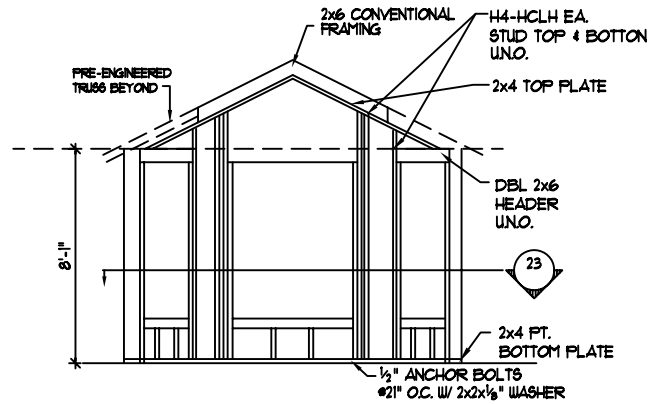 2x6 CONVENTIONAL
FRAMING
PRE-ENGINEERED
TRUSS BEYOND
H4-HCLH EA.
STUD TOP & BOTTON
U.N.O.
2x4 TOP PLATE
DBL 2x6
HEADER
U.N.O.
8'-1"
23
2x4 PT.
BOTTOM PLATE
½" ANCHOR BOLTS
@21" O.C. W/ 2x2x⅛" WASHER